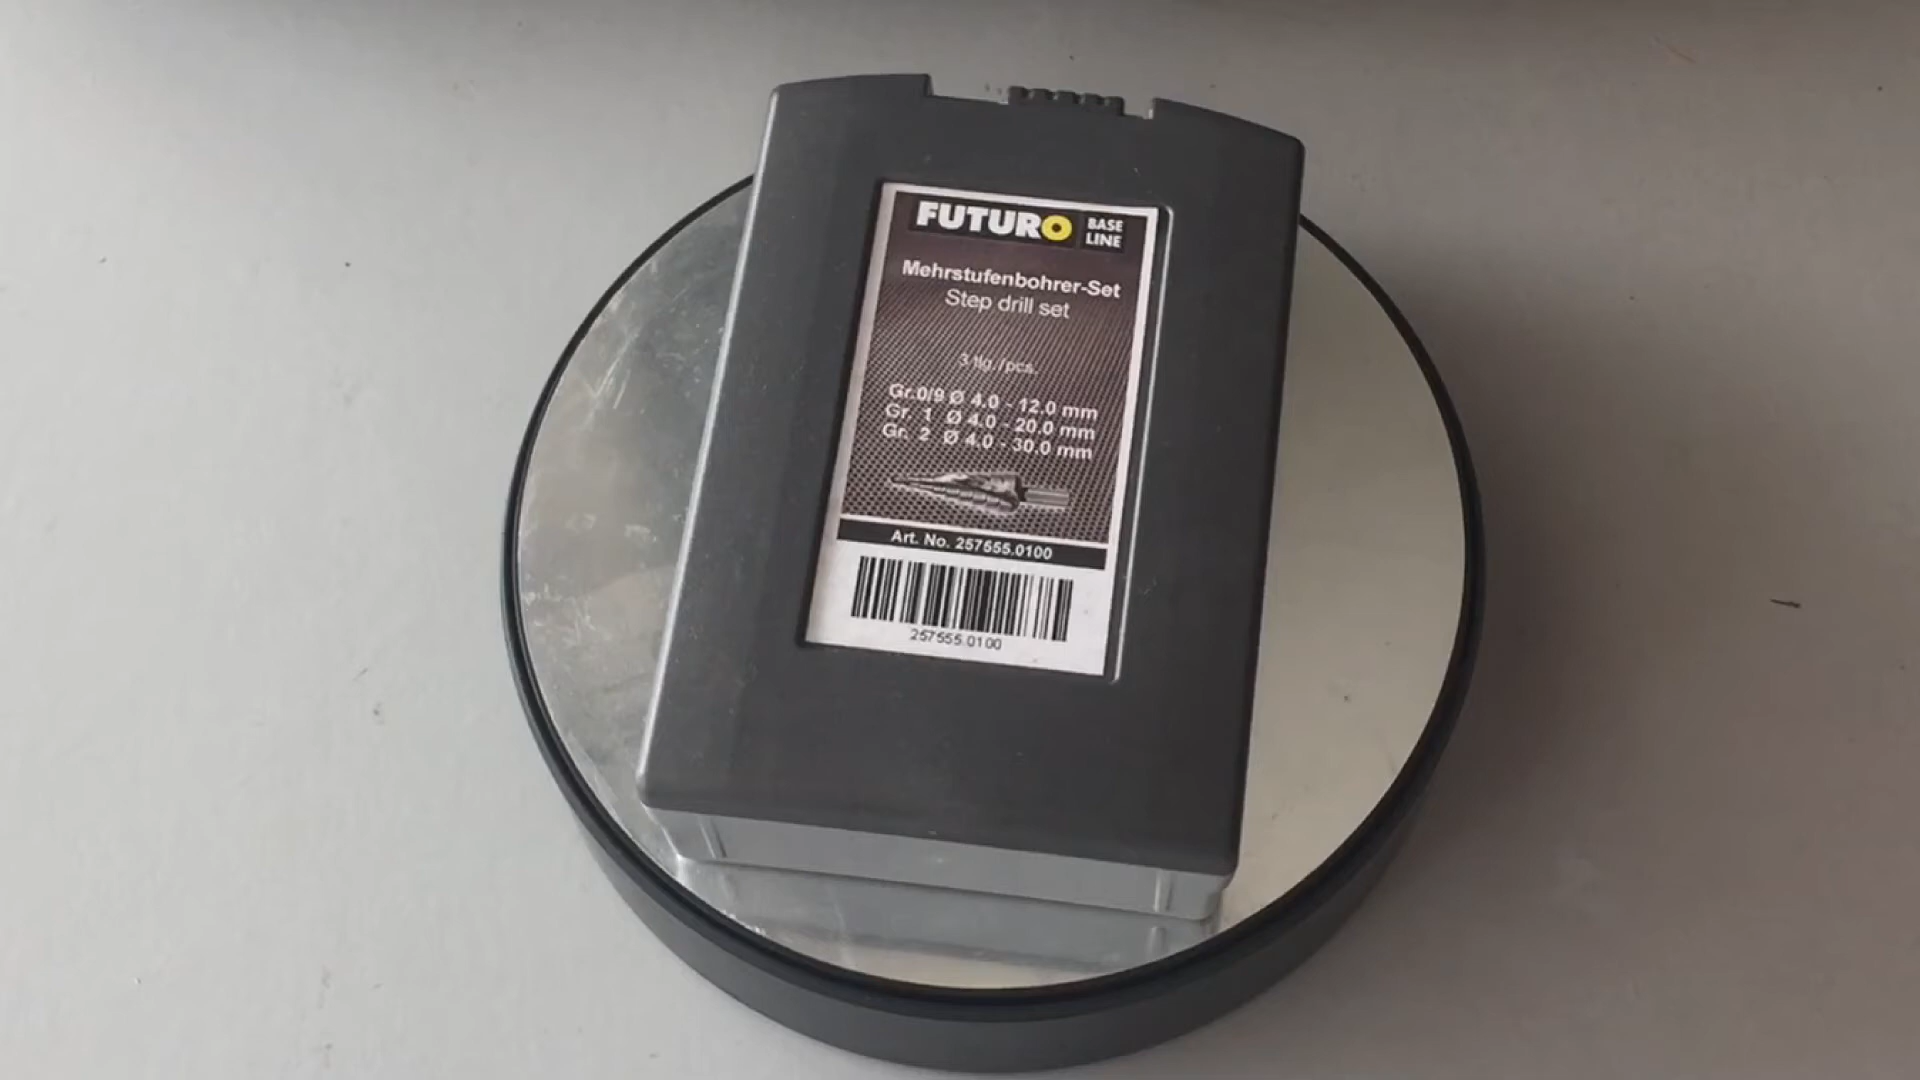 FUTURO BASE LINE
Mehrstufenbohrer-Set
Step drill set
3 tlg./pcs.
Gr.0/9 Ø 4.0 - 12.0 mm
Gr. 1 Ø 4.0 - 20.0 mm
Gr. 2 Ø 4.0 - 30.0 mm
Art. No. 257555.0100
257555.0100